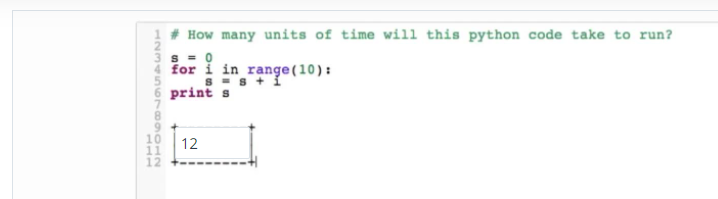 1 # How many units of time will this python code take to run?
2
3 s = 0
4 for i in range(10):
5 s = s + i
6 print s
7
8
9 +          +
10 | 12 |
11 |    |
12 +--------+|